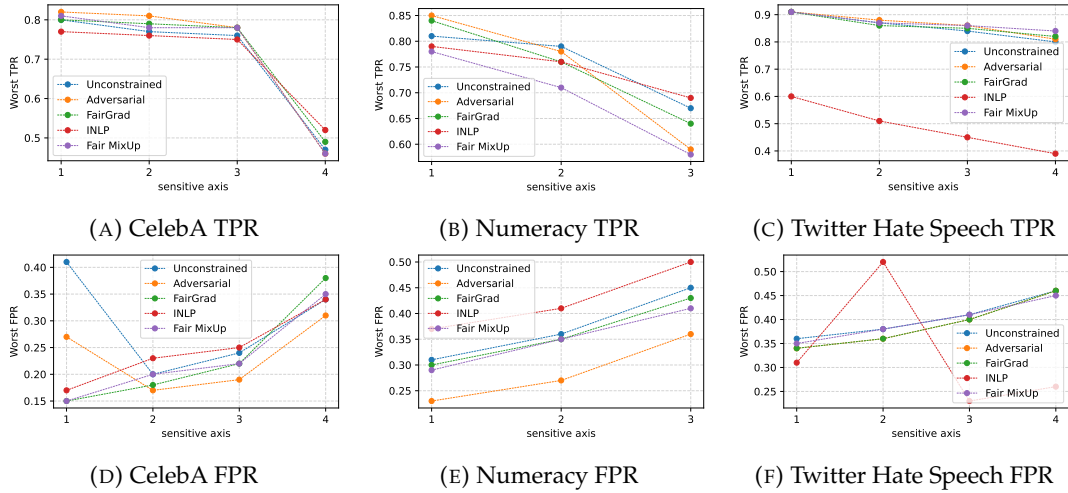 0.8
0.7
0.6
0.5
Worst TPR
Unconstrained
Adversarial
FairGrad
INLP
Fair MixUp
1 2 3 4
sensitive axis
(A) CelebA TPR
0.85
0.80
0.75
0.70
0.65
0.60
Worst TPR
Unconstrained
Adversarial
FairGrad
INLP
Fair MixUp
1 2 3
sensitive axis
(B) Numeracy TPR
0.9
0.8
0.7
0.6
0.5
0.4
Worst TPR
Unconstrained
Adversarial
FairGrad
INLP
Fair MixUp
1 2 3 4
sensitive axis
(C) Twitter Hate Speech TPR
0.40
0.35
0.30
0.25
0.20
0.15
Worst FPR
Unconstrained
Adversarial
FairGrad
INLP
Fair MixUp
1 2 3 4
sensitive axis
(D) CelebA FPR
0.50
0.45
0.40
0.35
0.30
0.25
Worst FPR
Unconstrained
Adversarial
FairGrad
INLP
Fair MixUp
1 2 3
sensitive axis
(E) Numeracy FPR
0.50
0.45
0.40
0.35
0.30
0.25
Worst FPR
Unconstrained
Adversarial
FairGrad
INLP
Fair MixUp
1 2 3 4
sensitive axis
(F) Twitter Hate Speech FPR